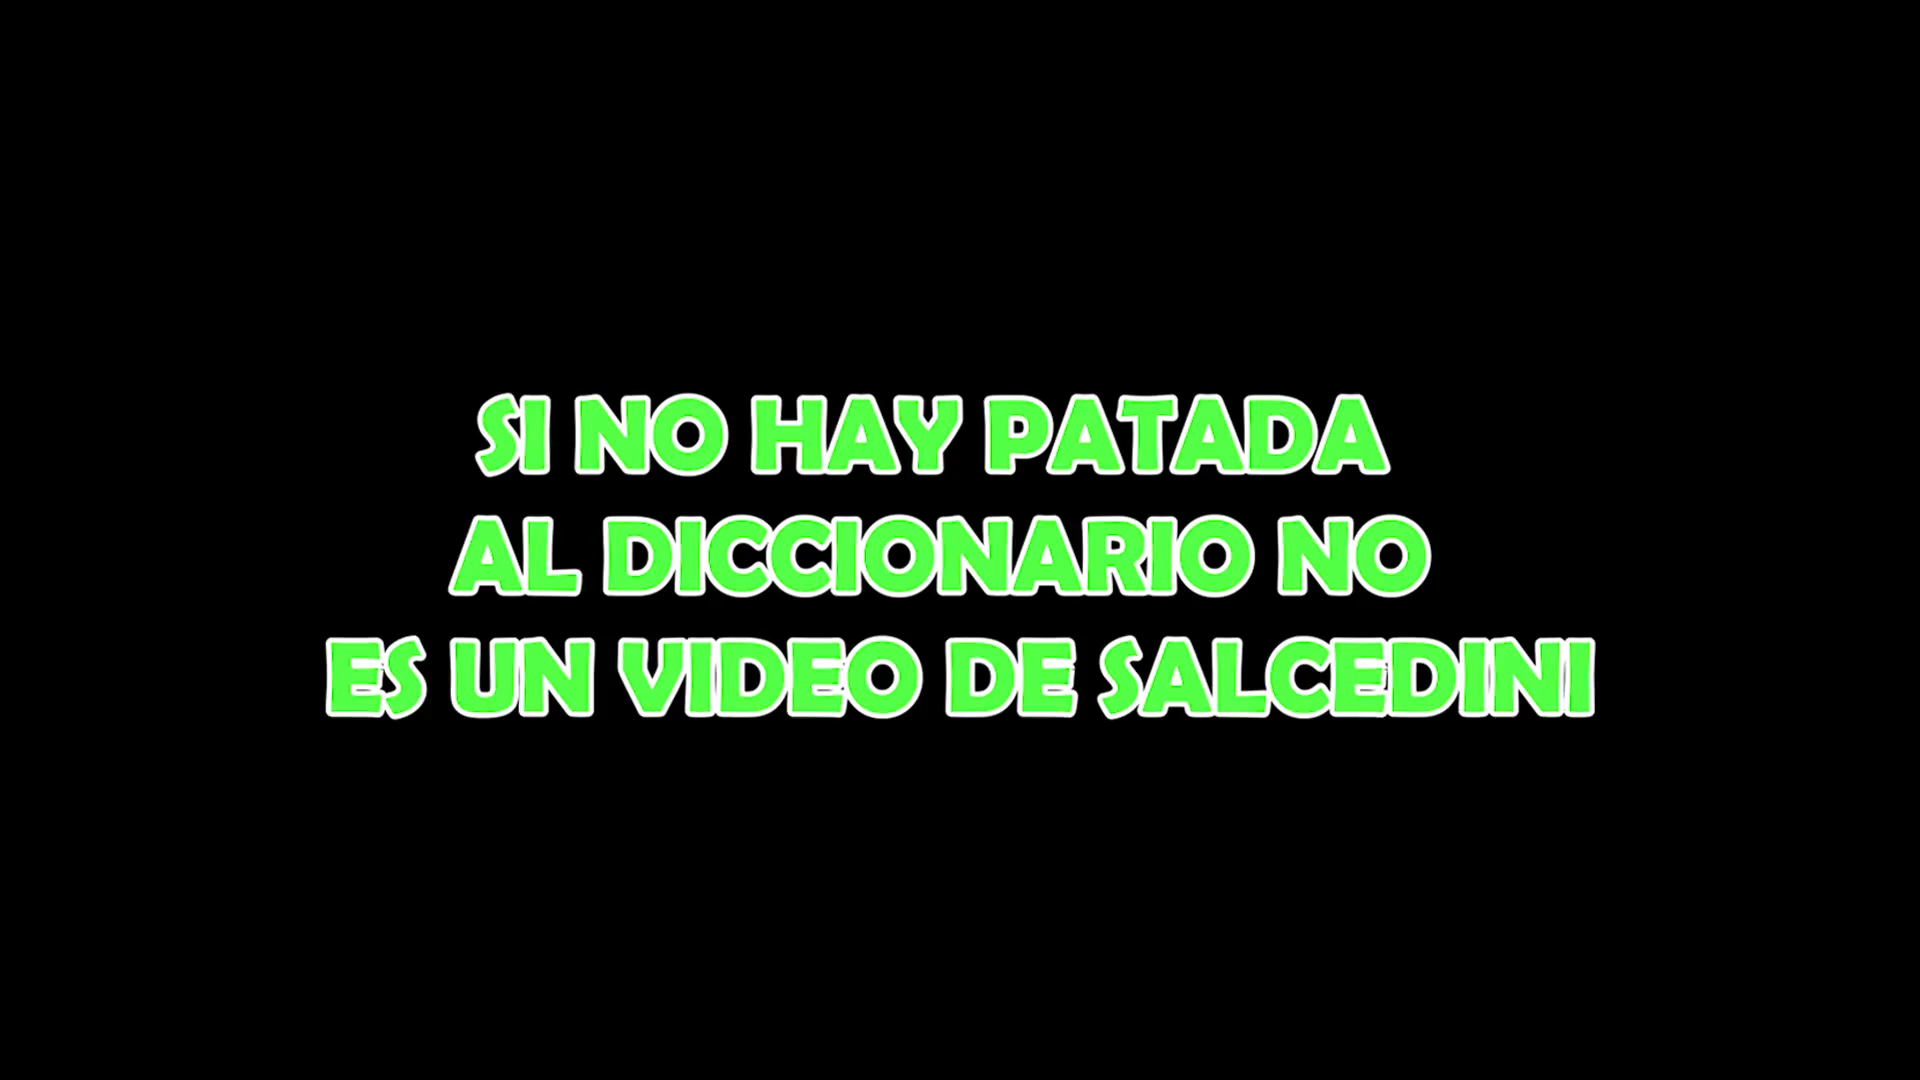 SI NO HAY PATADA
AL DICCIONARIO NO
ES UN VIDEO DE SALCEDINI